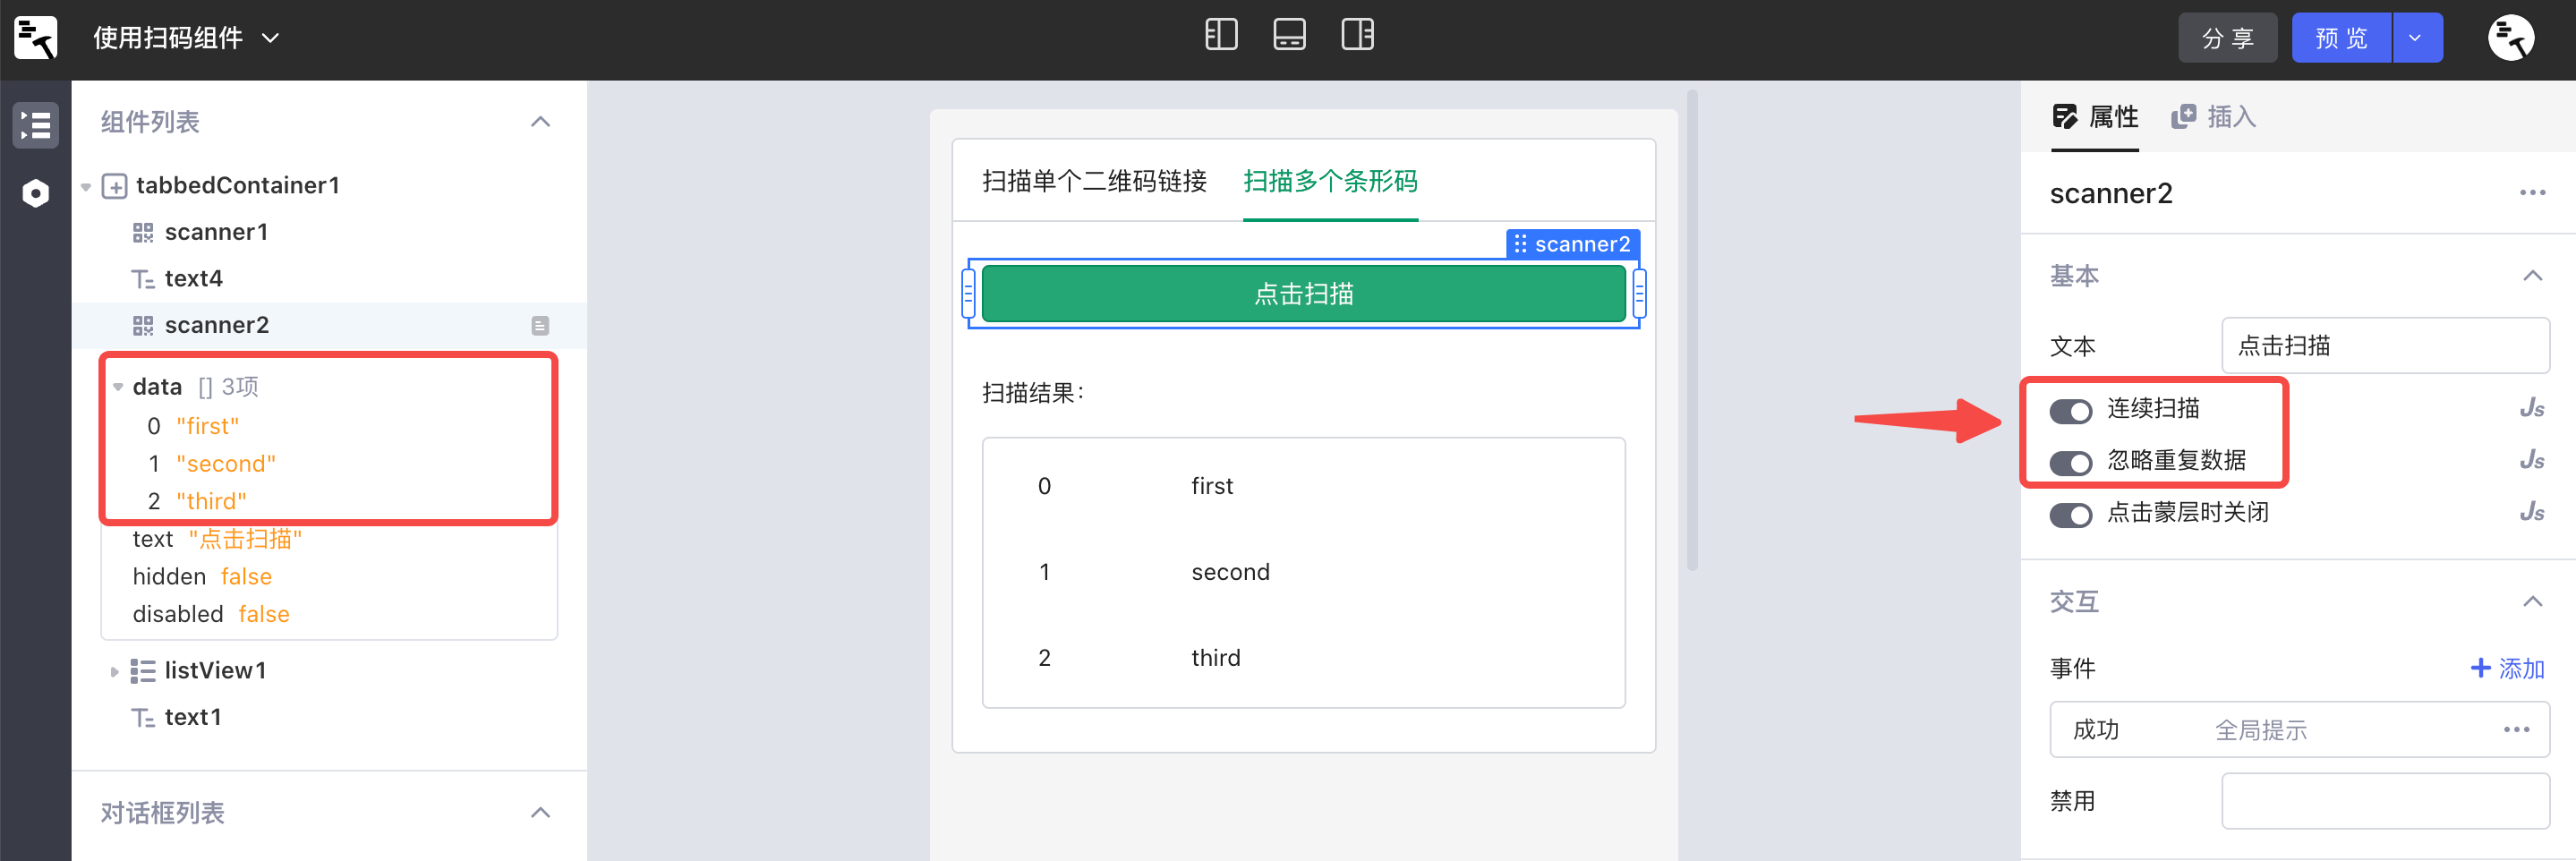 使用扫码组件
分享
预览
组件列表
tabbedContainer1
scanner1
text4
scanner2
data [] 3项
0 "first"
1 "second"
2 "third"
text "点击扫描"
hidden false
disabled false
listView1
text1
对话框列表
扫描单个二维码链接
扫描多个条形码
scanner2
点击扫描
扫描结果：
0 first
1 second
2 third
属性
插入
scanner2
基本
文本 点击扫描
连续扫描 Js
忽略重复数据 Js
点击蒙层时关闭 Js
交互
事件 + 添加
成功 全局提示
禁用